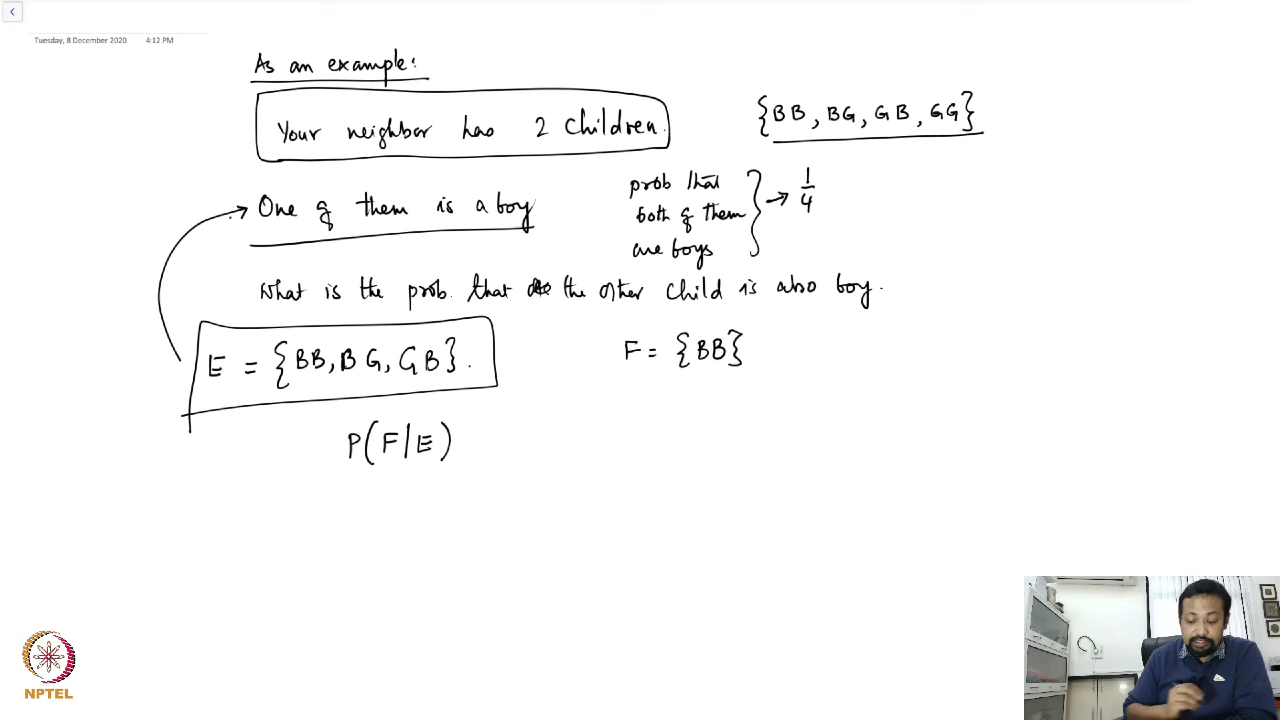 Tuesday, 8 December 2020 4:12 PM
As an example:
Your neighbor has 2 children.
{BB, BG, GB, GG}
One of them is a boy
prob that
both of them
are boys
→ 1/4
What is the prob. that the other child is also boy.
E = {BB, BG, GB}.
F = {BB}
P(F/E)
NPTEL